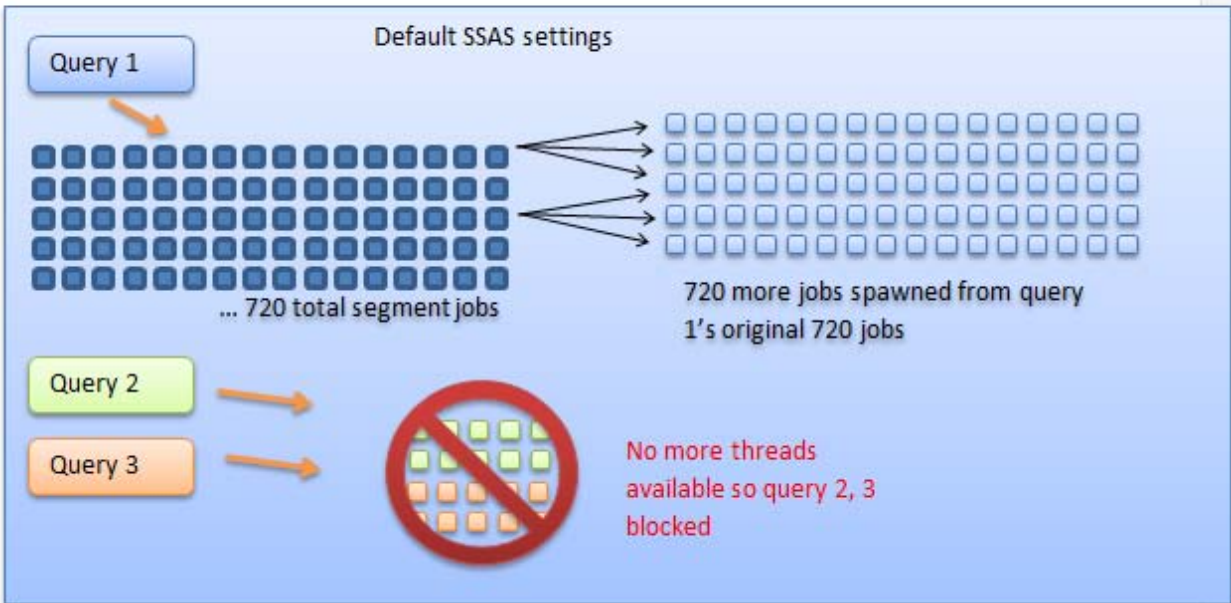 Default SSAS settings
Query 1
... 720 total segment jobs
720 more jobs spawned from query
1's original 720 jobs
Query 2
Query 3
No more threads
available so query 2, 3
blocked